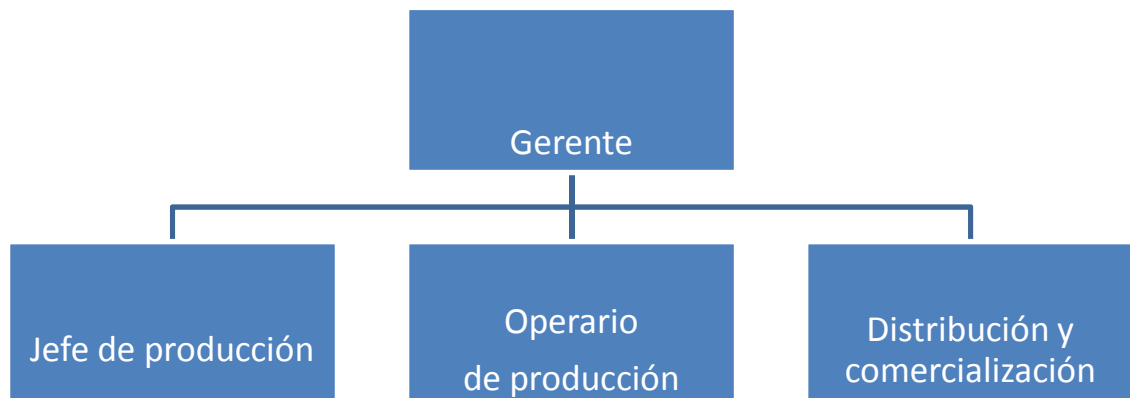 Gerente
Jefe de producción
Operario
de producción
Distribución y
comercialización